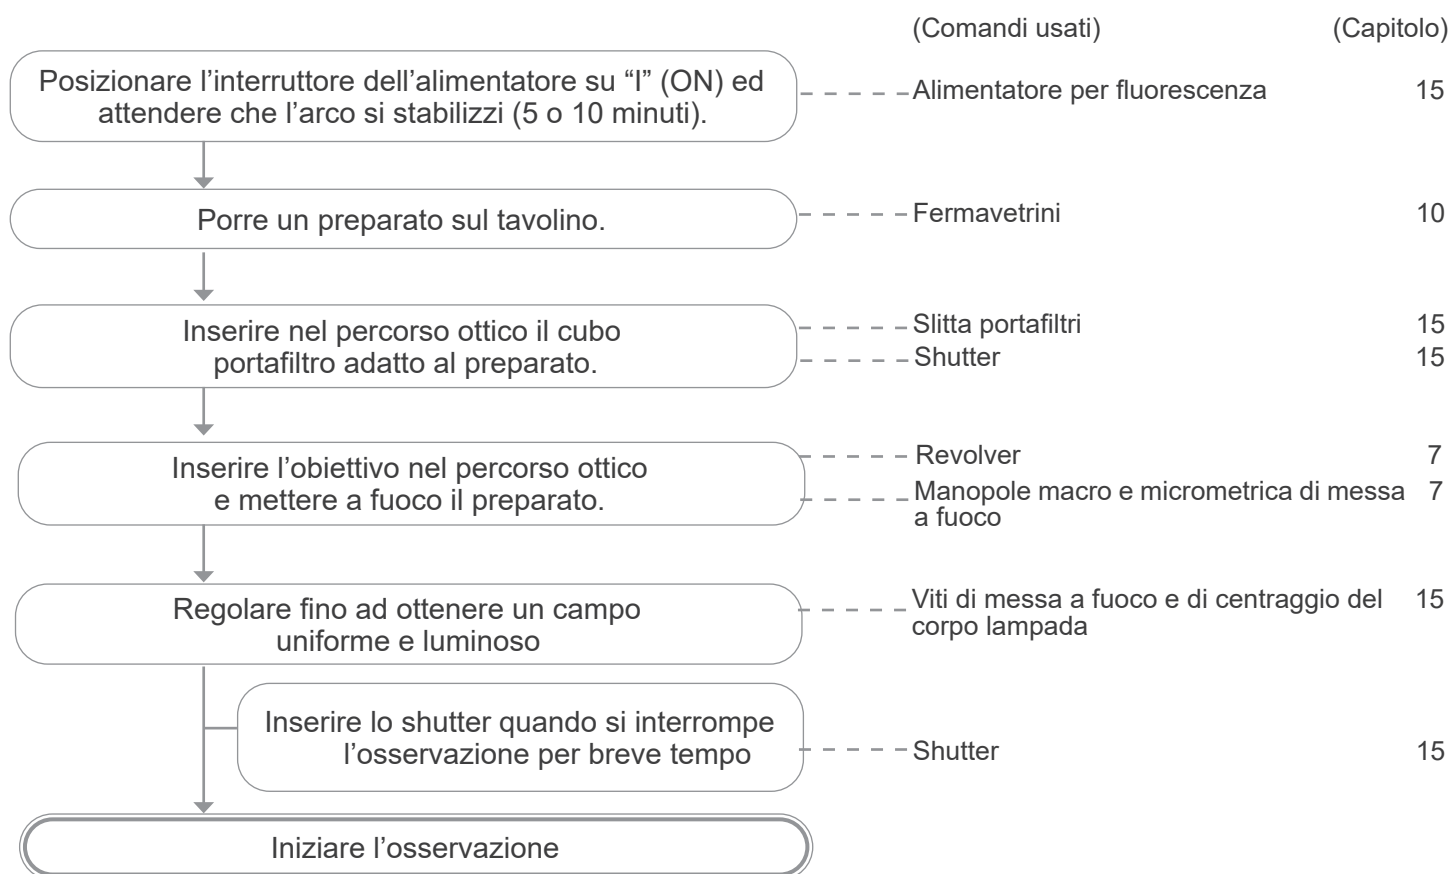 (Comandi usati) (Capitolo)
Posizionare l’interruttore dell’alimentatore su “I” (ON) ed
attendere che l’arco si stabilizzi (5 o 10 minuti).
Alimentatore per fluorescenza 15
Porre un preparato sul tavolino.
Fermavetrini 10
Inserire nel percorso ottico il cubo
portafiltro adatto al preparato.
Slitta portafiltri 15
Shutter 15
Inserire l’obiettivo nel percorso ottico
e mettere a fuoco il preparato.
Revolver 7
Manopole macro e micrometrica di messa 7
a fuoco
Regolare fino ad ottenere un campo
uniforme e luminoso
Viti di messa a fuoco e di centraggio del 15
corpo lampada
Inserire lo shutter quando si interrompe
l’osservazione per breve tempo
Shutter 15
Iniziare l’osservazione